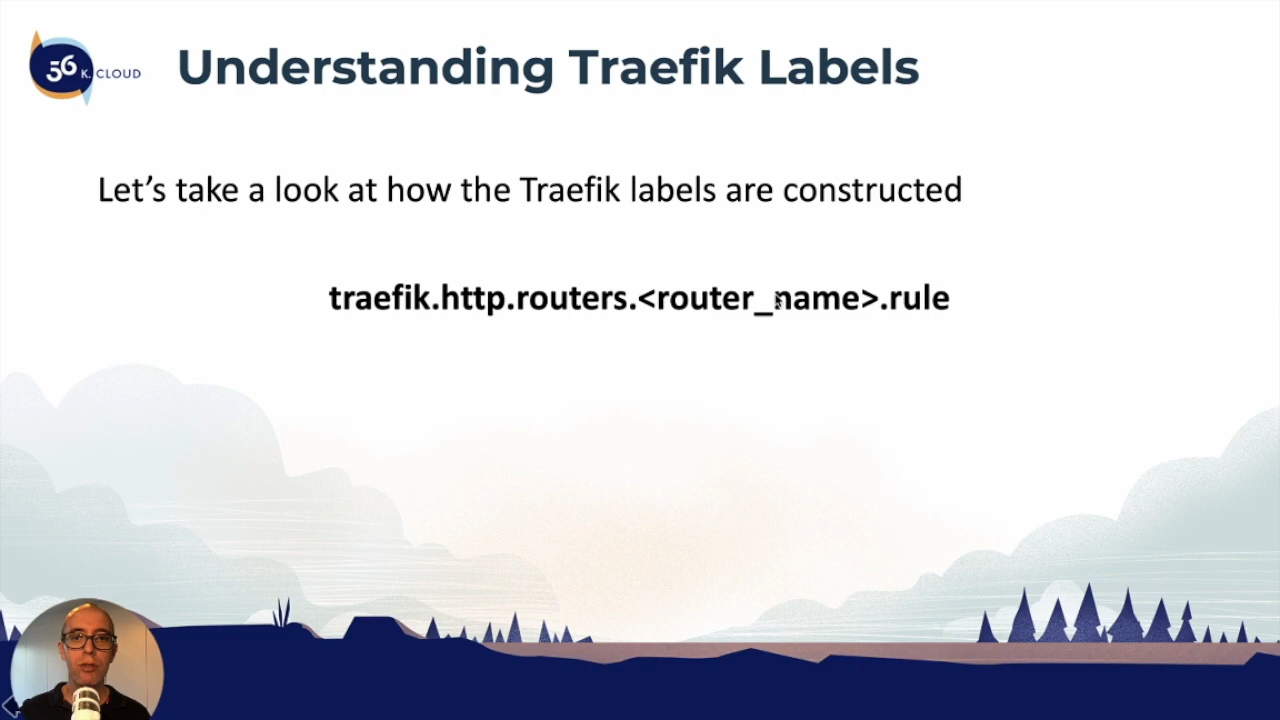 56
K.CLOUD
Understanding Traefik Labels
Let’s take a look at how the Traefik labels are constructed
traefik.http.routers.<router_name>.rule